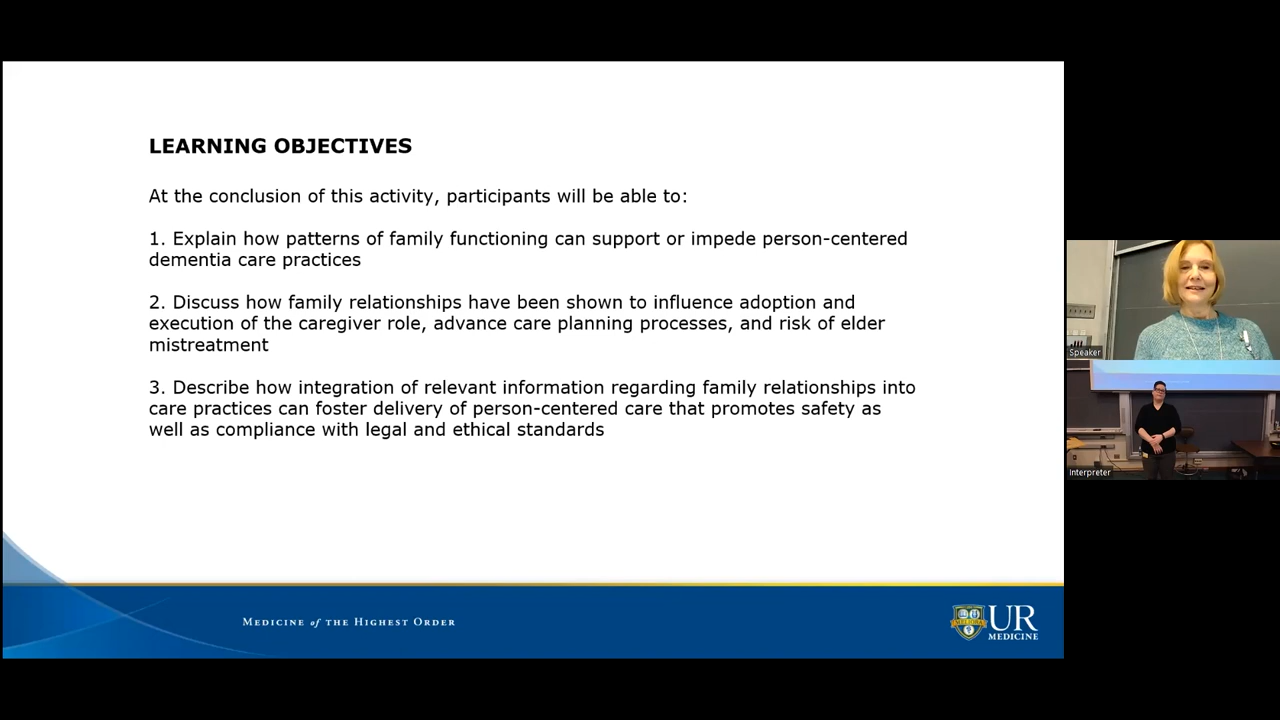 LEARNING OBJECTIVES
At the conclusion of this activity, participants will be able to:
1. Explain how patterns of family functioning can support or impede person-centered
dementia care practices
2. Discuss how family relationships have been shown to influence adoption and
execution of the caregiver role, advance care planning processes, and risk of elder
mistreatment
3. Describe how integration of relevant information regarding family relationships into
care practices can foster delivery of person-centered care that promotes safety as
well as compliance with legal and ethical standards
Speaker
Interpreter
MEDICINE of THE HIGHEST ORDER
MELIORA
UR
MEDICINE